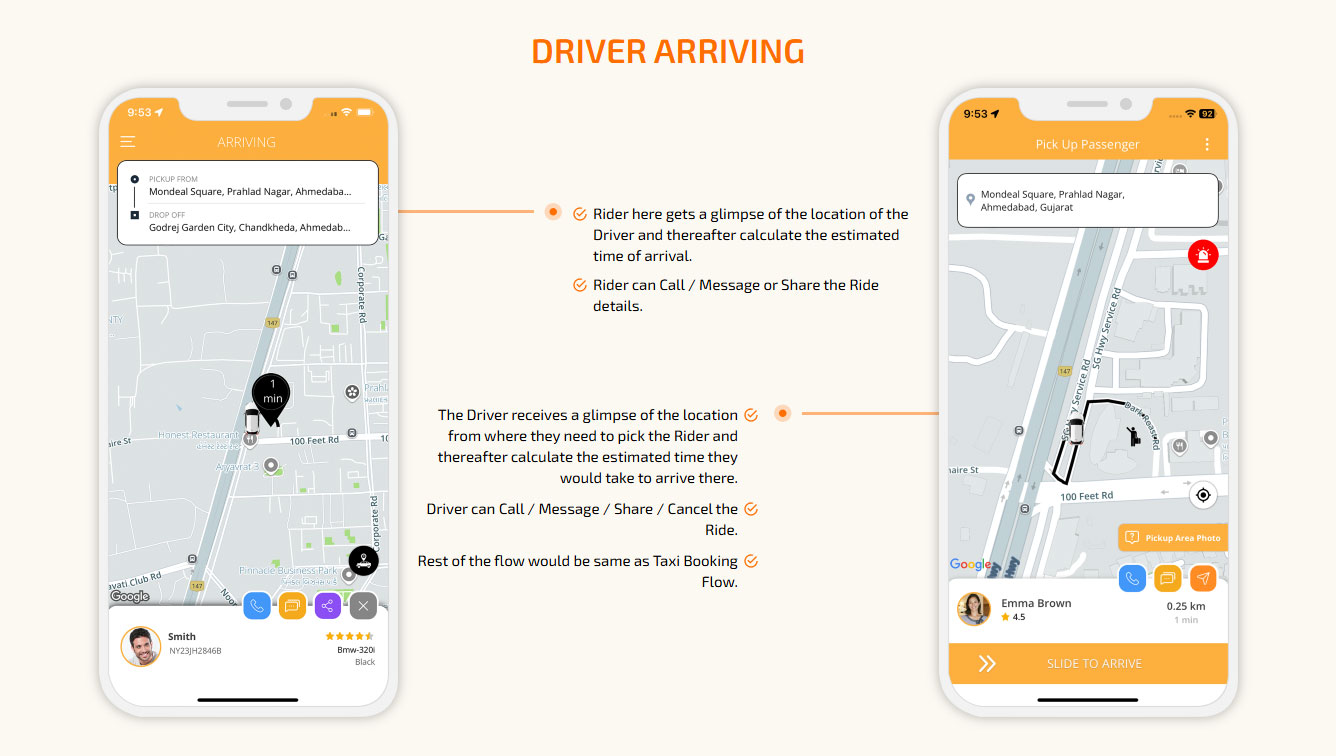 DRIVER ARRIVING
9:53
ARRIVING
PICKUP FROM
Mondeal Square, Prahlad Nagar, Ahmedaba...
DROP OFF
Godrej Garden City, Chandkheda, Ahmedab...
Corporate Rd
147
1
min
Prahl
Honest Restaurant
100 Feet Rd
10
aire St
Aryavrat 3
Corporate Rd
Pinnacle Business Park
avati Club Rd
147
Google
Smith
NY23JH2846B
Bmw-320i
Black
Rider here gets a glimpse of the location of the
Driver and thereafter calculate the estimated
time of arrival.
Rider can Call / Message or Share the Ride
details.
The Driver receives a glimpse of the location
from where they need to pick the Rider and
thereafter calculate the estimated time they
would take to arrive there.
Driver can Call / Message / Share / Cancel the
Ride.
Rest of the flow would be same as Taxi Booking
Flow.
9:53
92
Pick Up Passenger
Mondeal Square, Prahlad Nagar,
Ahmedabad, Gujarat
SG Hwy Service Rd
147
Dark Roast Rd
naire St
100 Feet Rd
Pickup Area Photo
Google
Emma Brown
4.5
0.25 km
1 min
SLIDE TO ARRIVE